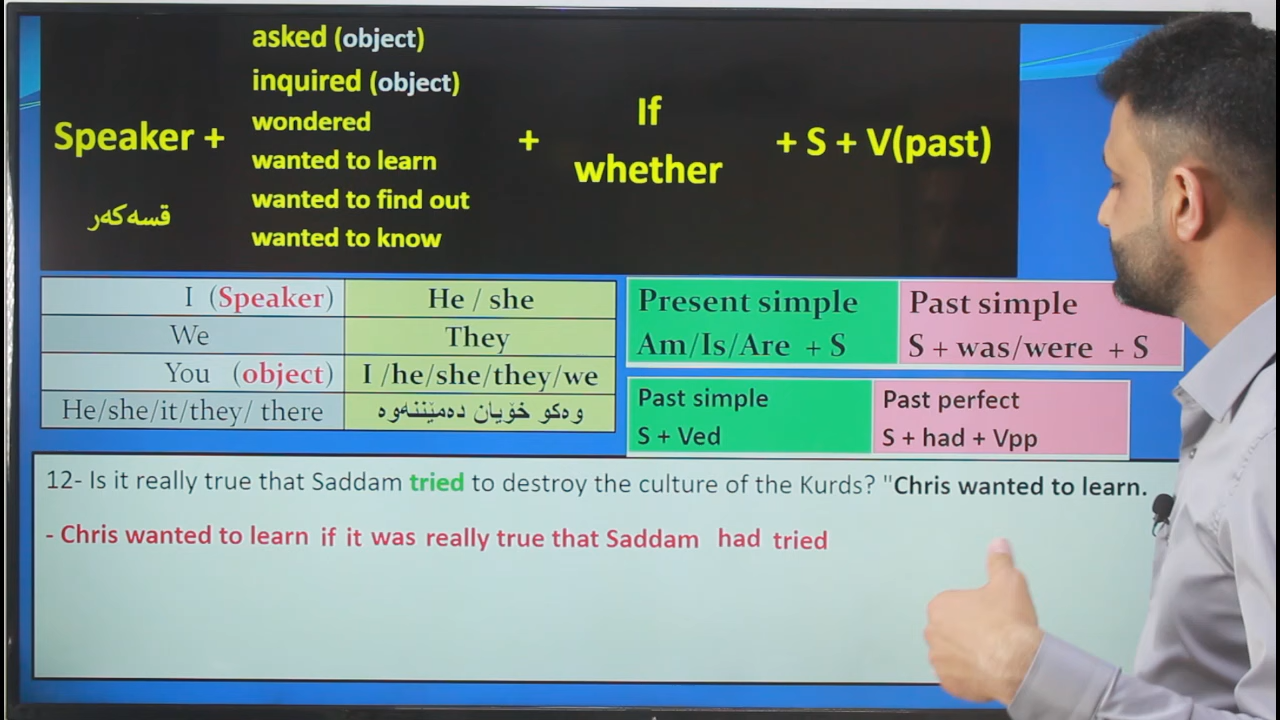 asked (object)
inquired (object)
wondered
wanted to learn
wanted to find out
wanted to know
Speaker +
قسەکەر
+
If
whether
+ S + V(past)
I (Speaker) He / she
We They
You (object) I /he/she/they/we
He/she/it/they/ there وەکو خۆیان دەمێننەوە
Present simple Past simple
Am/Is/Are + S S + was/were + S
Past simple Past perfect
S + Ved S + had + Vpp
12- Is it really true that Saddam tried to destroy the culture of the Kurds? "Chris wanted to learn.
- Chris wanted to learn if it was really true that Saddam had tried